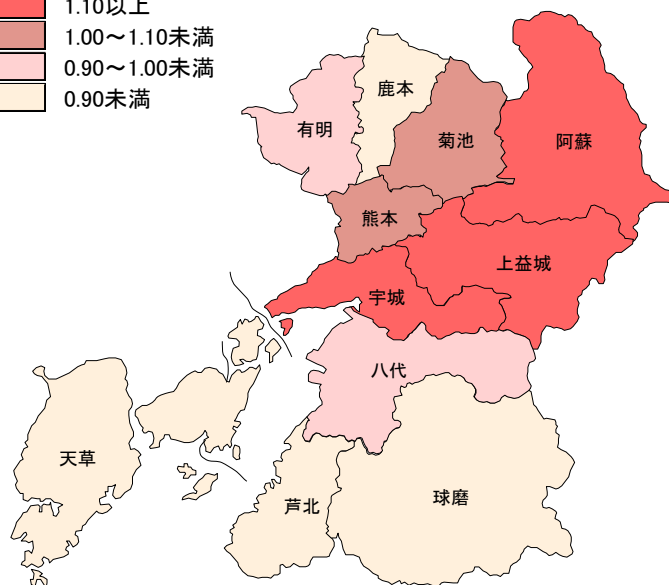 1.10以上
1.00～1.10未満
0.90～1.00未満
0.90未満
鹿本
有明
菊池
阿蘇
熊本
上益城
宇城
八代
天草
芦北
球磨